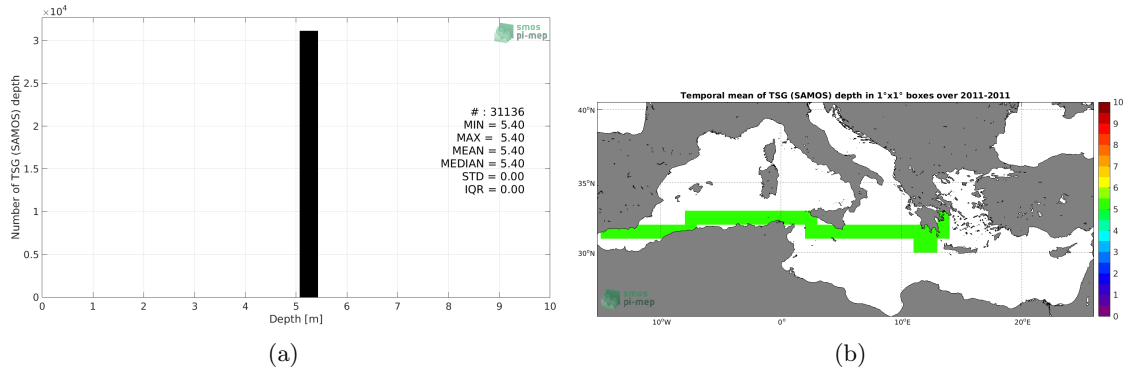 ×10⁴
3
2.5
2
1.5
1
0.5
0
Number of TSG (SAMOS) depth
smos
pi-mep
# : 31136
MIN = 5.40
MAX = 5.40
MEAN = 5.40
MEDIAN = 5.40
STD = 0.00
IQR = 0.00
0 1 2 3 4 5 6 7 8 9 10
Depth [m]
(a)
Temporal mean of TSG (SAMOS) depth in 1°x1° boxes over 2011-2011
40°N
35°N
30°N
10°W 0° 10°E 20°E
smos
pi-mep
10
9
8
7
6
5
4
3
2
1
0
(b)